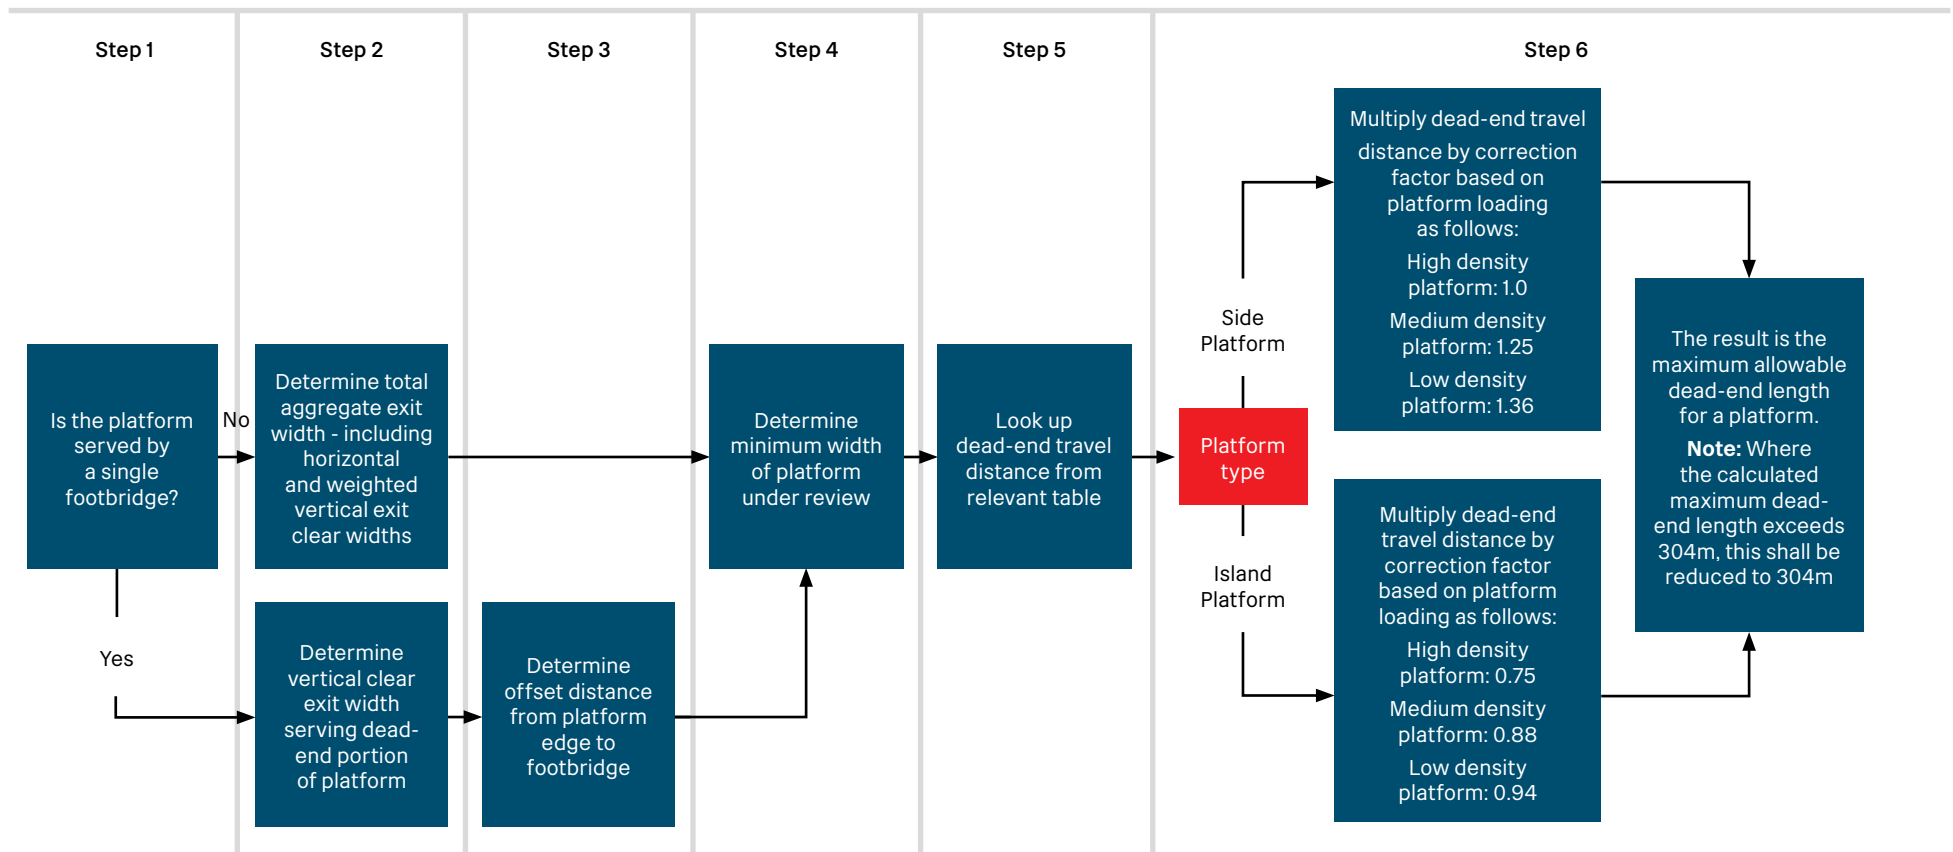 Step 1
Step 2
Step 3
Step 4
Step 5
Step 6
Is the platform
served by
a single
footbridge?
No
Yes
Determine total
aggregate exit
width - including
horizontal
and weighted
vertical exit
clear widths
Determine
vertical clear
exit width
serving dead-
end portion
of platform
Determine
offset distance
from platform
edge to
footbridge
Determine
minimum width
of platform
under review
Look up
dead-end travel
distance from
relevant table
Platform
type
Side
Platform
Island
Platform
Multiply dead-end travel
distance by correction
factor based on
platform loading
as follows:
High density
platform: 1.0
Medium density
platform: 1.25
Low density
platform: 1.36
Multiply dead-end
travel distance by
correction factor
based on platform
loading as follows:
High density
platform: 0.75
Medium density
platform: 0.88
Low density
platform: 0.94
The result is the
maximum allowable
dead-end length
for a platform.
Note: Where
the calculated
maximum dead-
end length exceeds
304m, this shall be
reduced to 304m